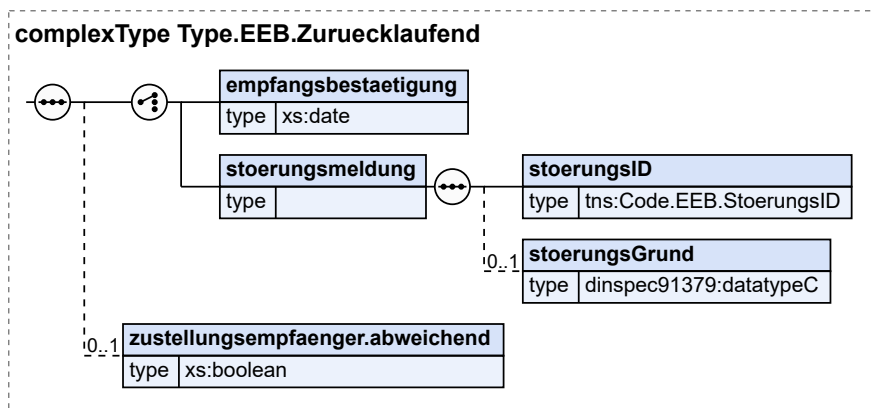 complexType Type.EEB.Zuruecklaufend
empfangsbestaetigung
type xs:date
stoerungsmeldung
type
stoerungsID
type tns:Code.EEB.StoerungsID
0..1
stoerungsGrund
type dinspec91379:datatypeC
0..1
zustellungsempfaenger.abweichend
type xs:boolean